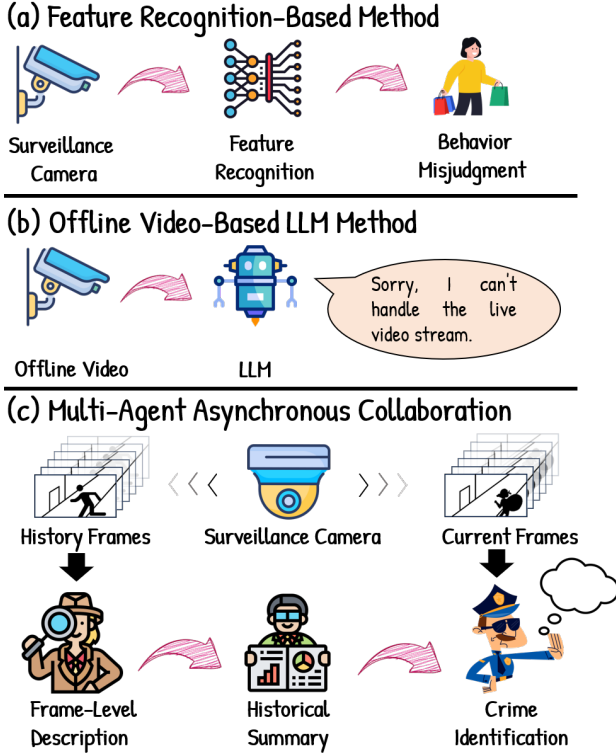 (a) Feature Recognition-Based Method
Surveillance
Camera
Feature
Recognition
Behavior
Misjudgment
(b) Offline Video-Based LLM Method
Sorry, I can't
handle the live
video stream.
Offline Video
LLM
(c) Multi-Agent Asynchronous Collaboration
History Frames
Surveillance Camera
Current Frames
Frame-Level
Description
Historical
Summary
Crime
Identification